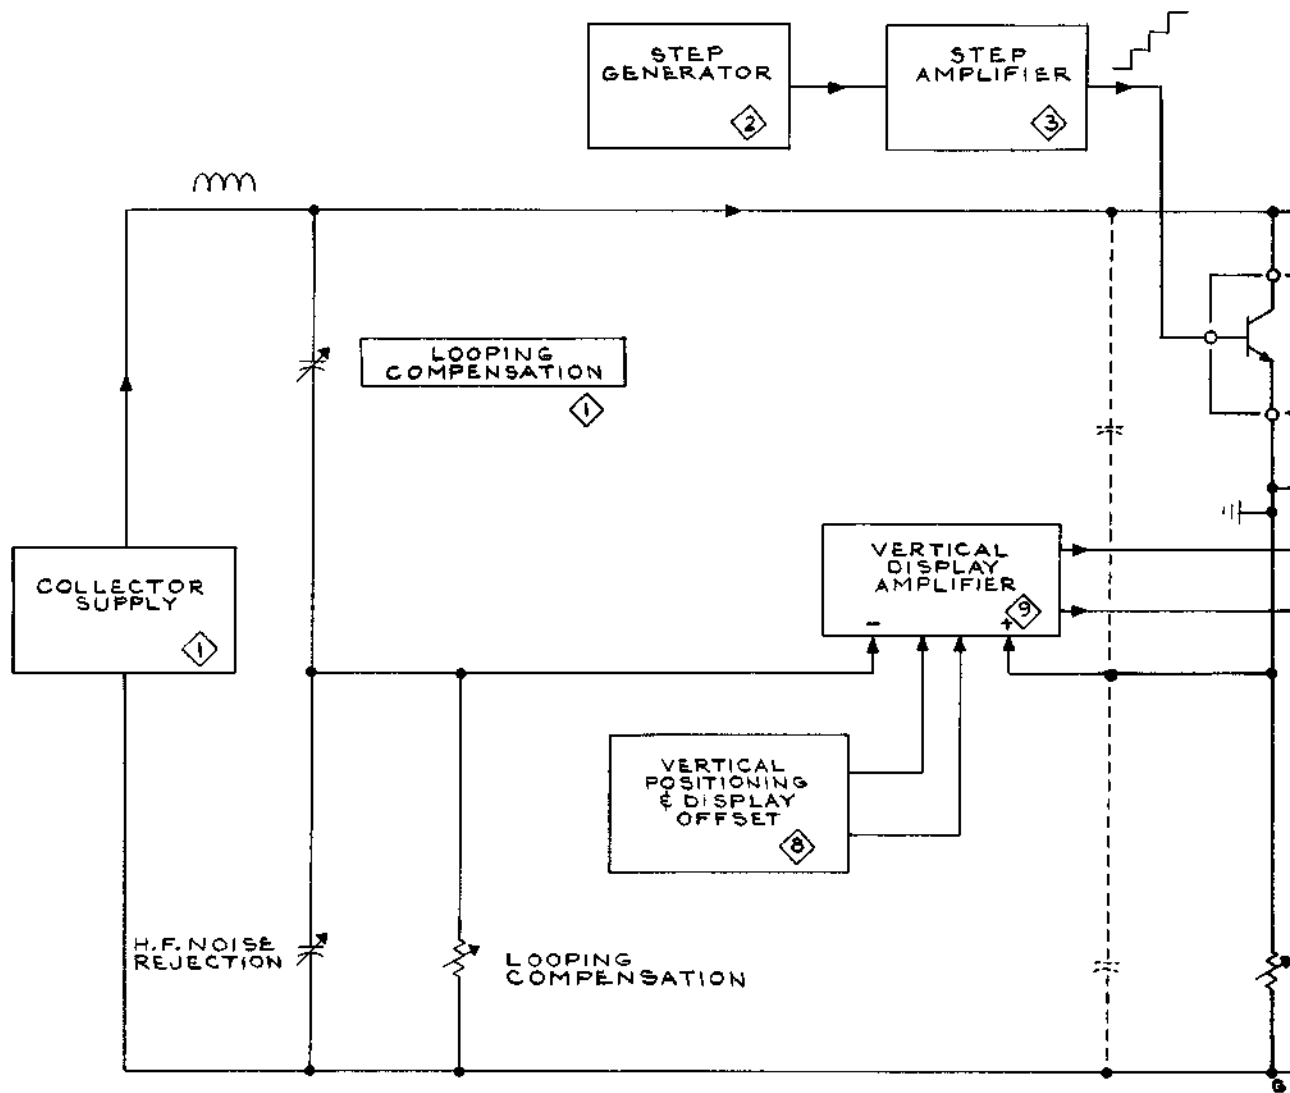 STEP
GENERATOR
2
STEP
AMPLIFIER
3
LOOPING
COMPENSATION
1
COLLECTOR
SUPPLY
1
VERTICAL
DISPLAY
AMPLIFIER
9
- +
VERTICAL
POSITIONING
& DISPLAY
OFFSET
8
H.F. NOISE
REJECTION
LOOPING
COMPENSATION
G